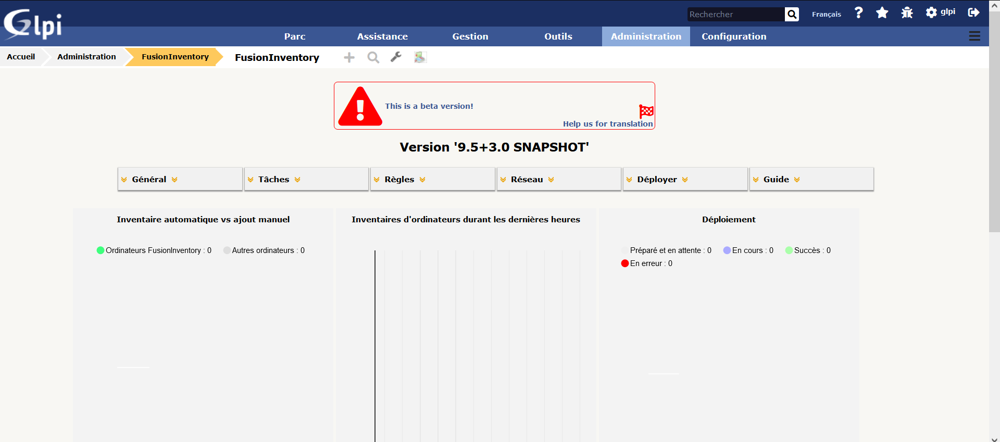 Glpi
Rechercher
Français
glpi
Parc
Assistance
Gestion
Outils
Administration
Configuration
Accueil
Administration
FusionInventory
FusionInventory
This is a beta version!
Help us for translation
Version '9.5+3.0 SNAPSHOT'
Général
Tâches
Règles
Réseau
Déployer
Guide
Inventaire automatique vs ajout manuel
Ordinateurs FusionInventory : 0
Autres ordinateurs : 0
Inventaires d'ordinateurs durant les dernières heures
Déploiement
Préparé et en attente : 0
En cours : 0
Succès : 0
En erreur : 0